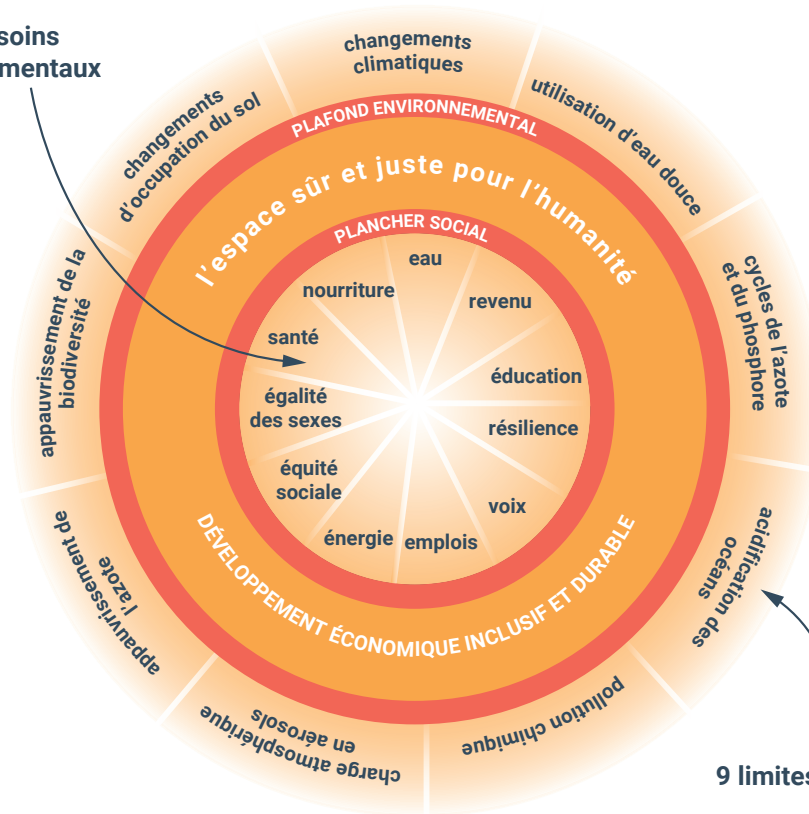 soins
mentaux
changements
climatiques
utilisation d'eau douce
cycles de l'azote
et du phosphore
acidification des
océans
pollution chimique
charge atmosphérique
en aérosols
appauvrissement de
l'azote
appauvrissement de la
biodiversité
changements
d'occupation du sol
PLAFOND ENVIRONNEMENTAL
l'espace sûr et juste pour l'humanité
PLANCHER SOCIAL
eau
revenu
éducation
résilience
voix
emplois
énergie
équité
sociale
égalité
des sexes
santé
nourriture
DÉVELOPPEMENT ÉCONOMIQUE INCLUSIF ET DURABLE
9 limites